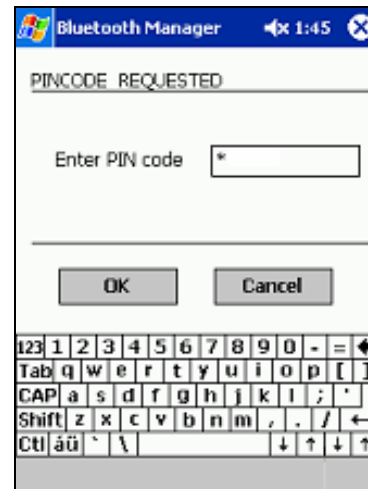 Bluetooth Manager 1:45
PINCODE REQUESTED
Enter PIN code *
OK Cancel
123 1 2 3 4 5 6 7 8 9 0 - =
Tab q w e r t y u i o p [ ]
CAP a s d f g h j k l ; '
Shift z x c v b n m , . / ←
Ctl áü ` \ ↓ ↑ ↓ ↑